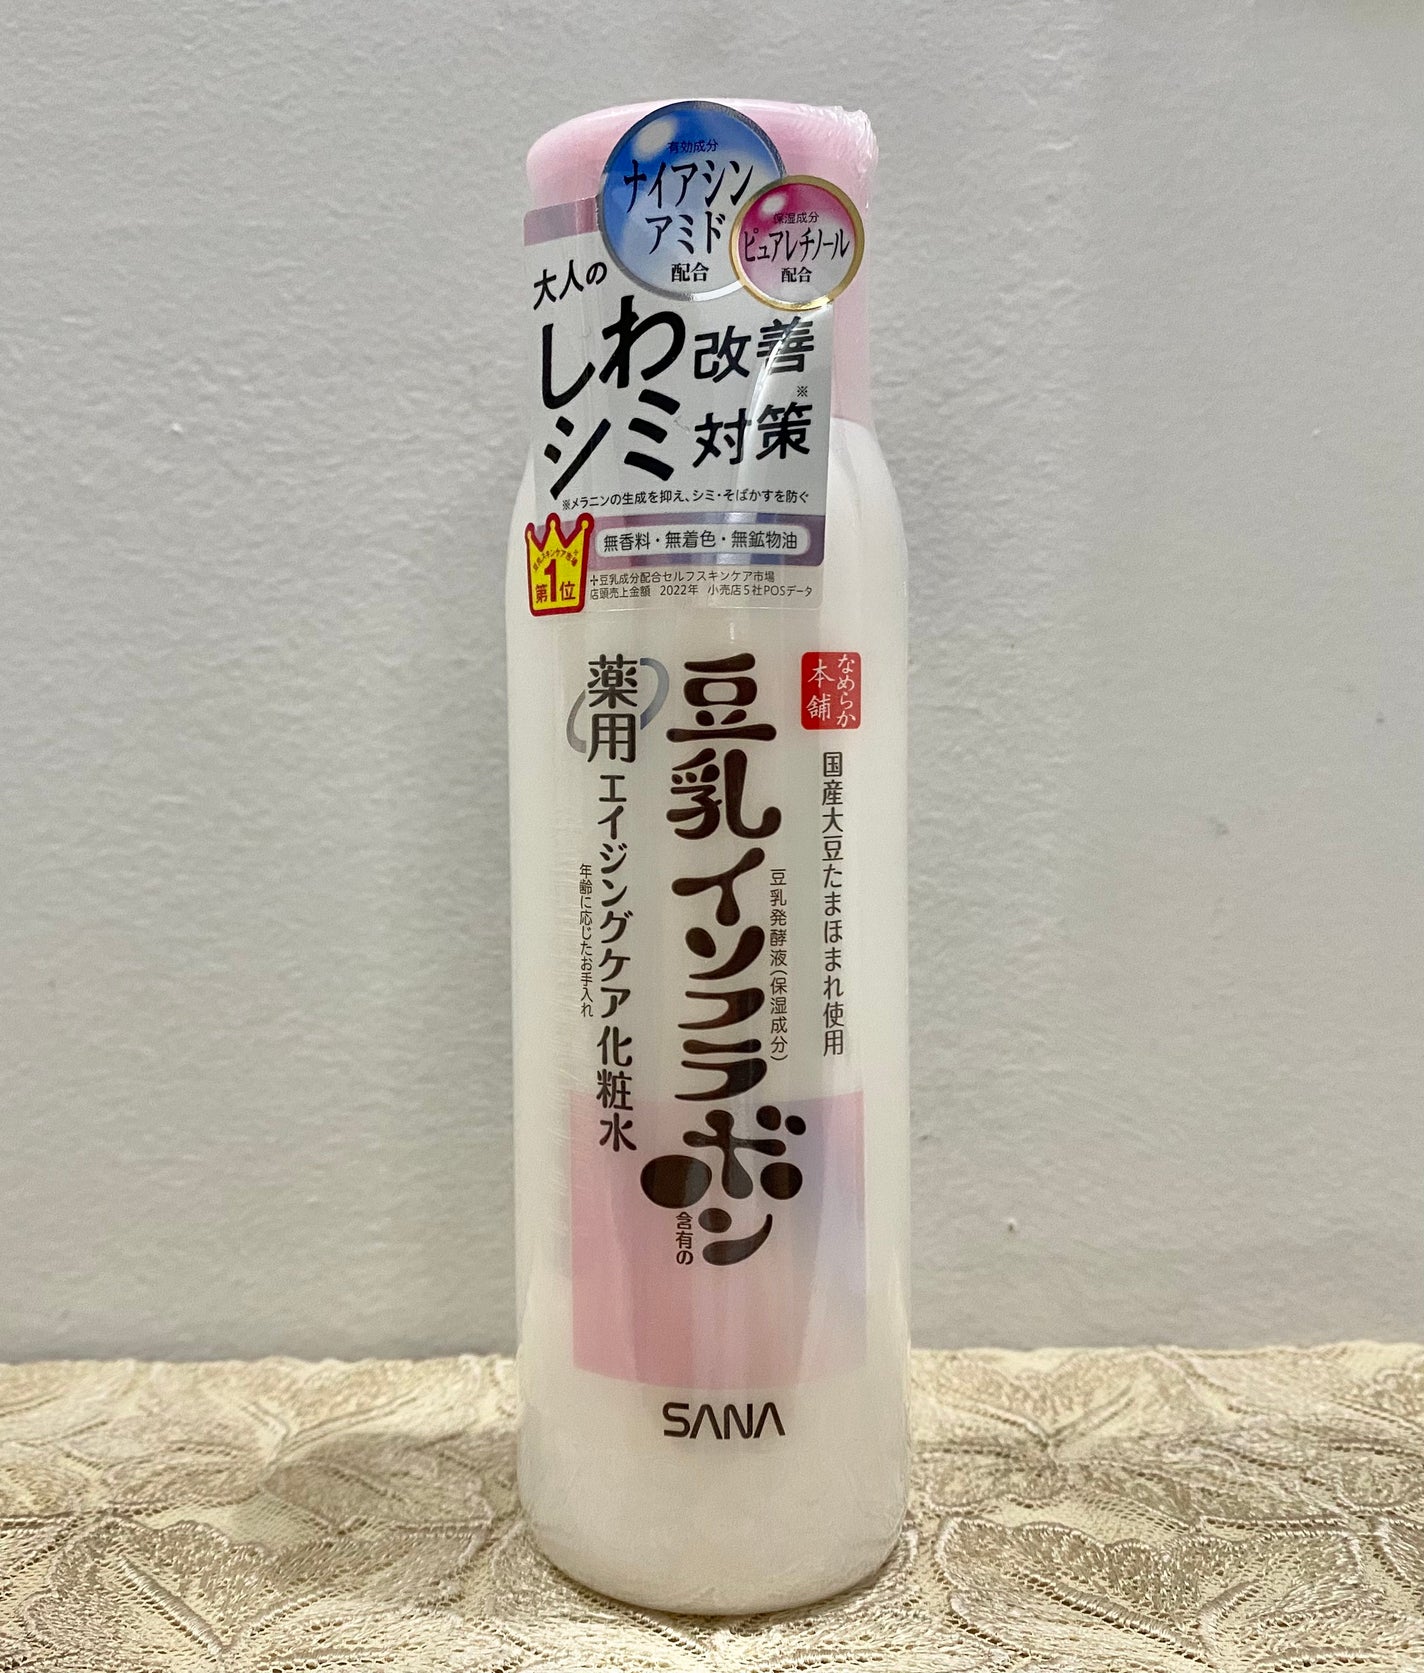 有効成分
ナイアシン
アミド
配合
保湿成分
ピュアレチノール
配合
大人の
しわ改善
シミ対策※
※メラニンの生成を抑え、シミ・そばかすを防ぐ
無香料・無着色・無鉱物油
第1位
✢豆乳成分配合セルフスキンケア市場
店頭売上金額 2022年 小売店5社POSデータ
なめらか
本舗
国産大豆たまほまれ使用
豆乳発酵液(保湿成分)
含有の
豆乳イソフラボン
薬用エイジングケア化粧水
年齢に応じたお手入れ
SANA